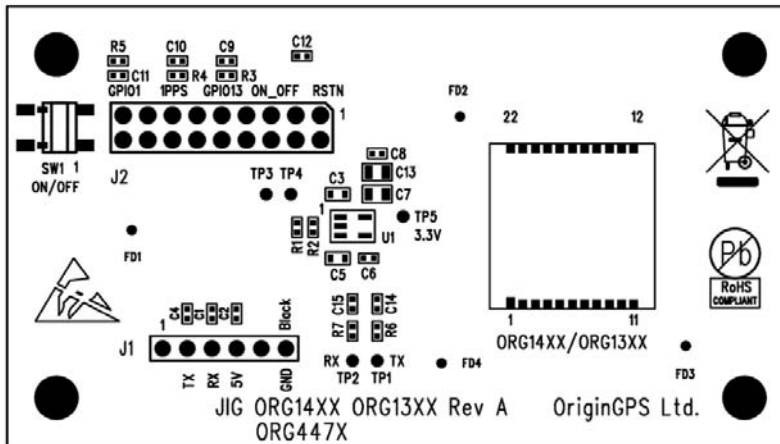 R5 C10 C9 C12
C11 R4 R3
GPIO1 1PPS GPIO13 ON_OFF RSTN
1
SW1 1
ON/OFF
J2
TP3 TP4
C8
C13
C3
C7
1
R1 R2
U1
TP5
3.3V
C5 C6
FD1
FD2
22 12
1 11
ORG14XX/ORG13XX
Pb
RoHS
COMPLIANT
C4 C1 C2 Black
C15 C14
R7 R6
J1 1
RX TX
TP2 TP1
FD4
FD3
TX RX 5V GND
JIG ORG14XX ORG13XX Rev A OriginGPS Ltd.
ORG447X